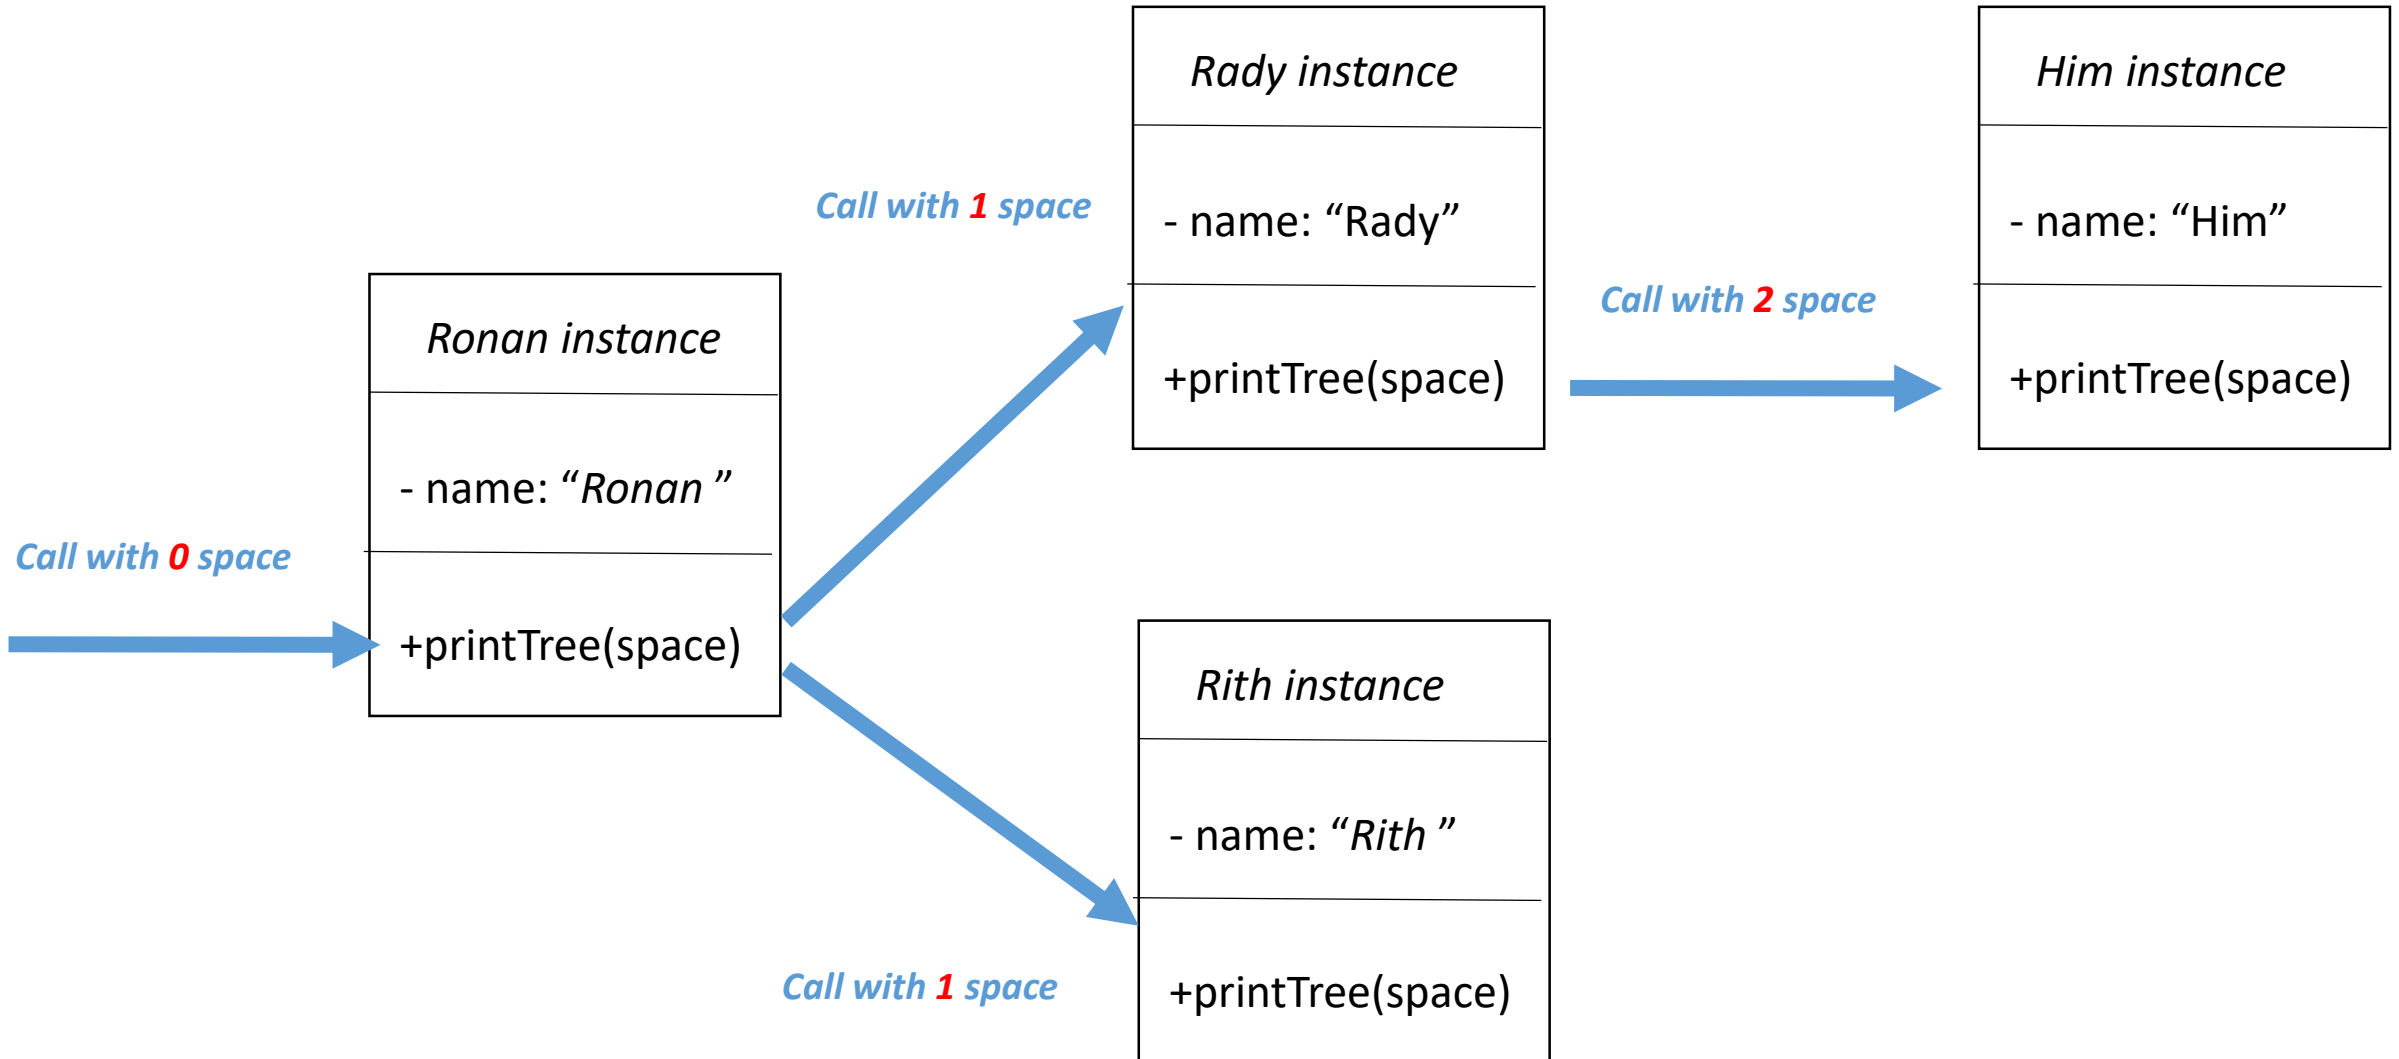 Call with 0 space
Ronan instance
- name: “Ronan ”
+printTree(space)
Call with 1 space
Rady instance
- name: “Rady”
+printTree(space)
Call with 2 space
Him instance
- name: “Him”
+printTree(space)
Call with 1 space
Rith instance
- name: “Rith ”
+printTree(space)